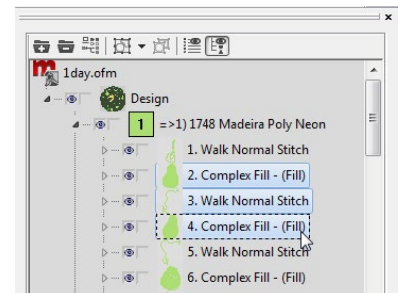 1day.ofm
Design
1 =>1) 1748 Madeira Poly Neon
1. Walk Normal Stitch
2. Complex Fill - (Fill)
3. Walk Normal Stitch
4. Complex Fill - (Fill)
5. Walk Normal Stitch
6. Complex Fill - (Fill)